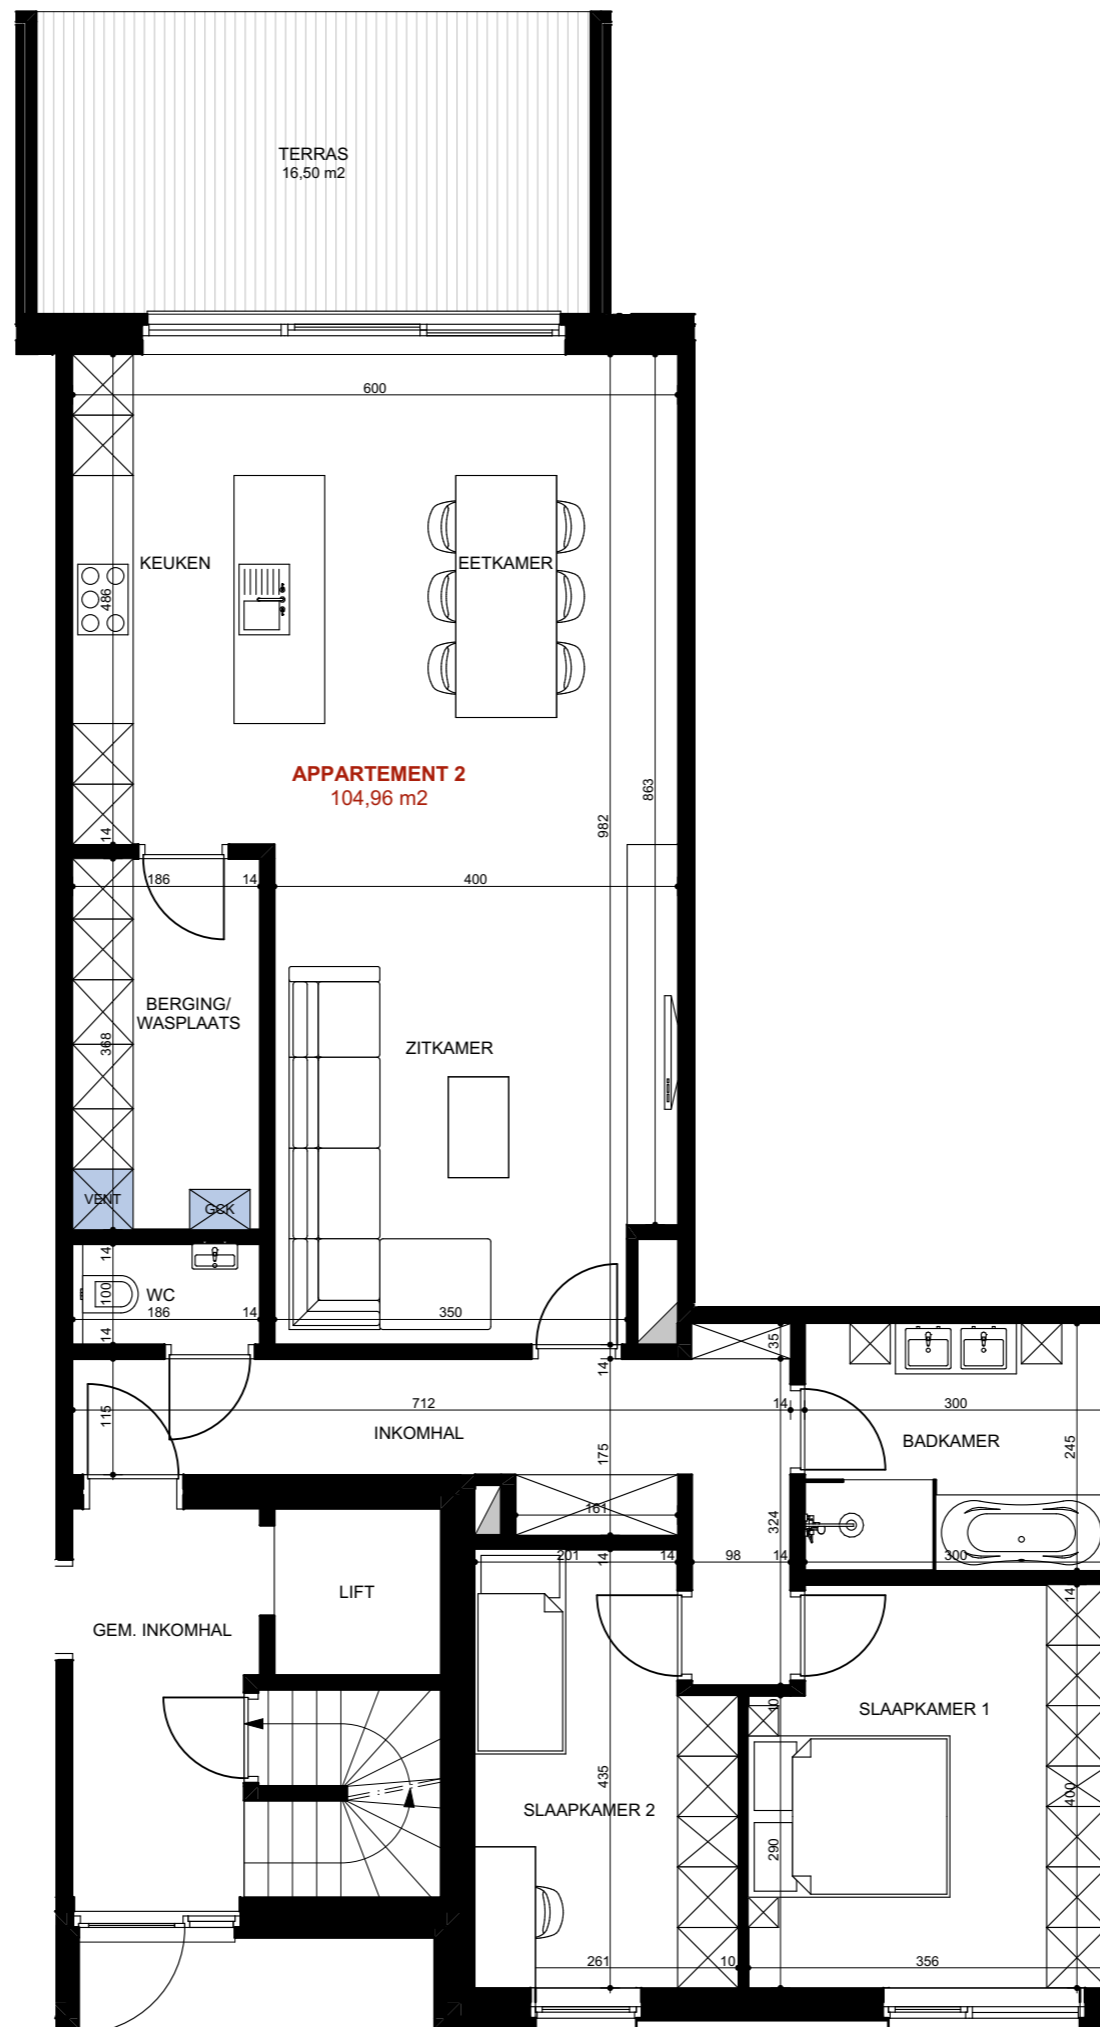 TERRAS
16,50 m2
600
KEUKEN
EETKAMER
486
APPARTEMENT 2
104,96 m2
863
982
14
186
14
400
BERGING/
WASPLAATS
368
ZITKAMER
VENT
GCK
14
100
WC
186
14
350
14
35
14
712
14
300
115
INKOMHAL
175
BADKAMER
245
161
324
201
14
14
98
14
300
LIFT
14
GEM. INKOMHAL
10
SLAAPKAMER 1
435
400
SLAAPKAMER 2
290
261
10
356